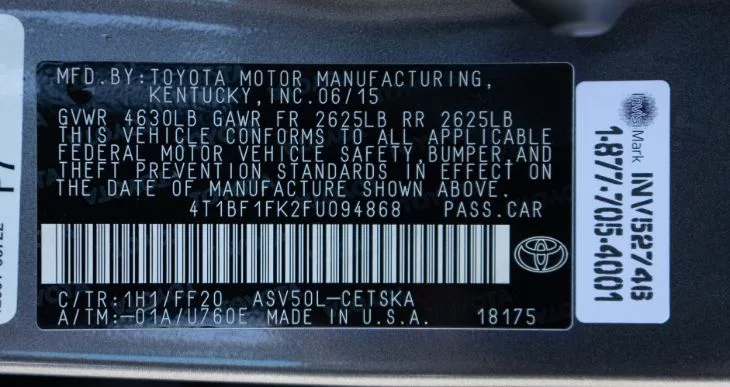 MFD.BY:TOYOTA MOTOR MANUFACTURING,
KENTUCKY,INC.06/15
GVWR 4630LB GAWR FR 2625LB RR 2625LB
THIS VEHICLE CONFORMS TO ALL APPLICABLE
FEDERAL MOTOR VEHICLE SAFETY,BUMPER,AND
THEFT PREVENTION STANDARDS IN EFFECT ON
THE DATE OF MANUFACTURE SHOWN ABOVE.
4T1BF1FK2FU094868 PASS.CAR
C/TR:1H1/FF20 ASV50L-CETSKA
A/TM:-01A/U760E MADE IN U.S.A. 18175
InVisiMark
INV52746
1-877-705-4001